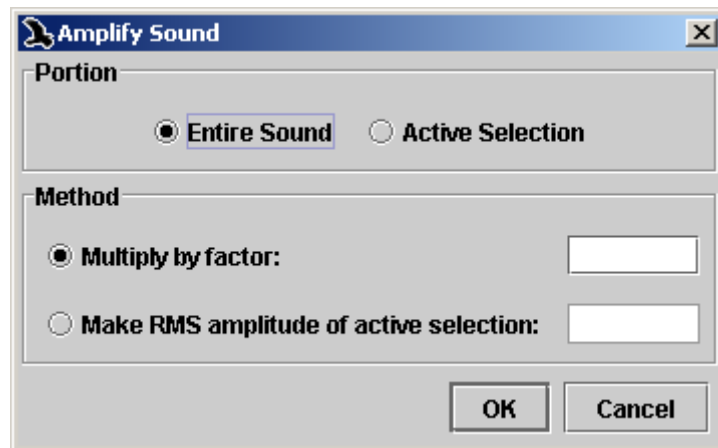 Amplify Sound
Portion
Entire Sound Active Selection
Method
Multiply by factor:
Make RMS amplitude of active selection:
OK Cancel